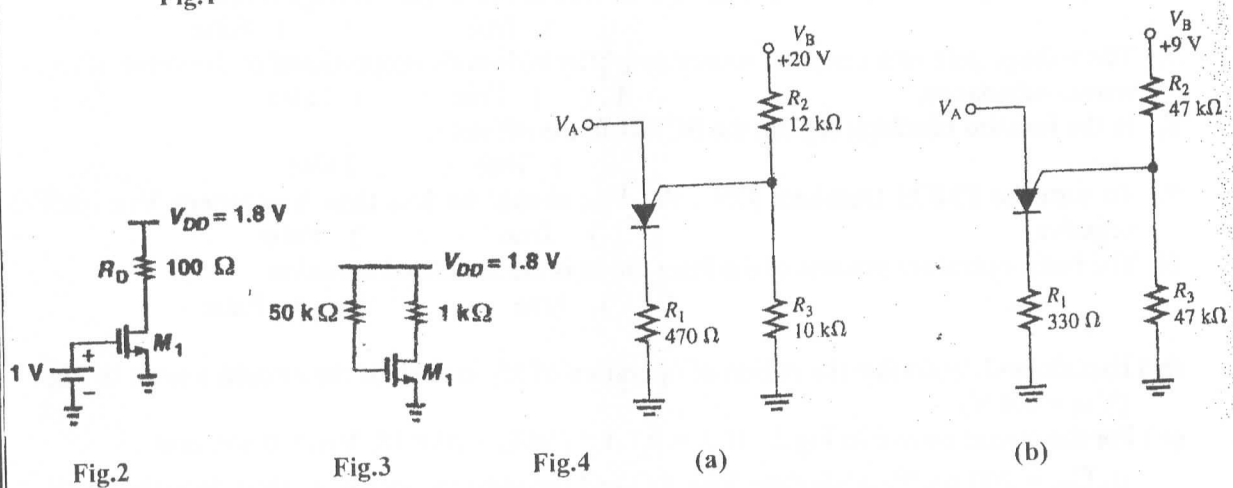 Fig.1
V_DD = 1.8 V
R_D 100 Ω
M_1
1 V
+
−
Fig.2
V_DD = 1.8 V
50 kΩ
1 kΩ
M_1
Fig.3
Fig.4
V_B
+20 V
R_2
12 kΩ
V_A
R_1
470 Ω
R_3
10 kΩ
(a)
V_B
+9 V
R_2
47 kΩ
V_A
R_1
330 Ω
R_3
47 kΩ
(b)